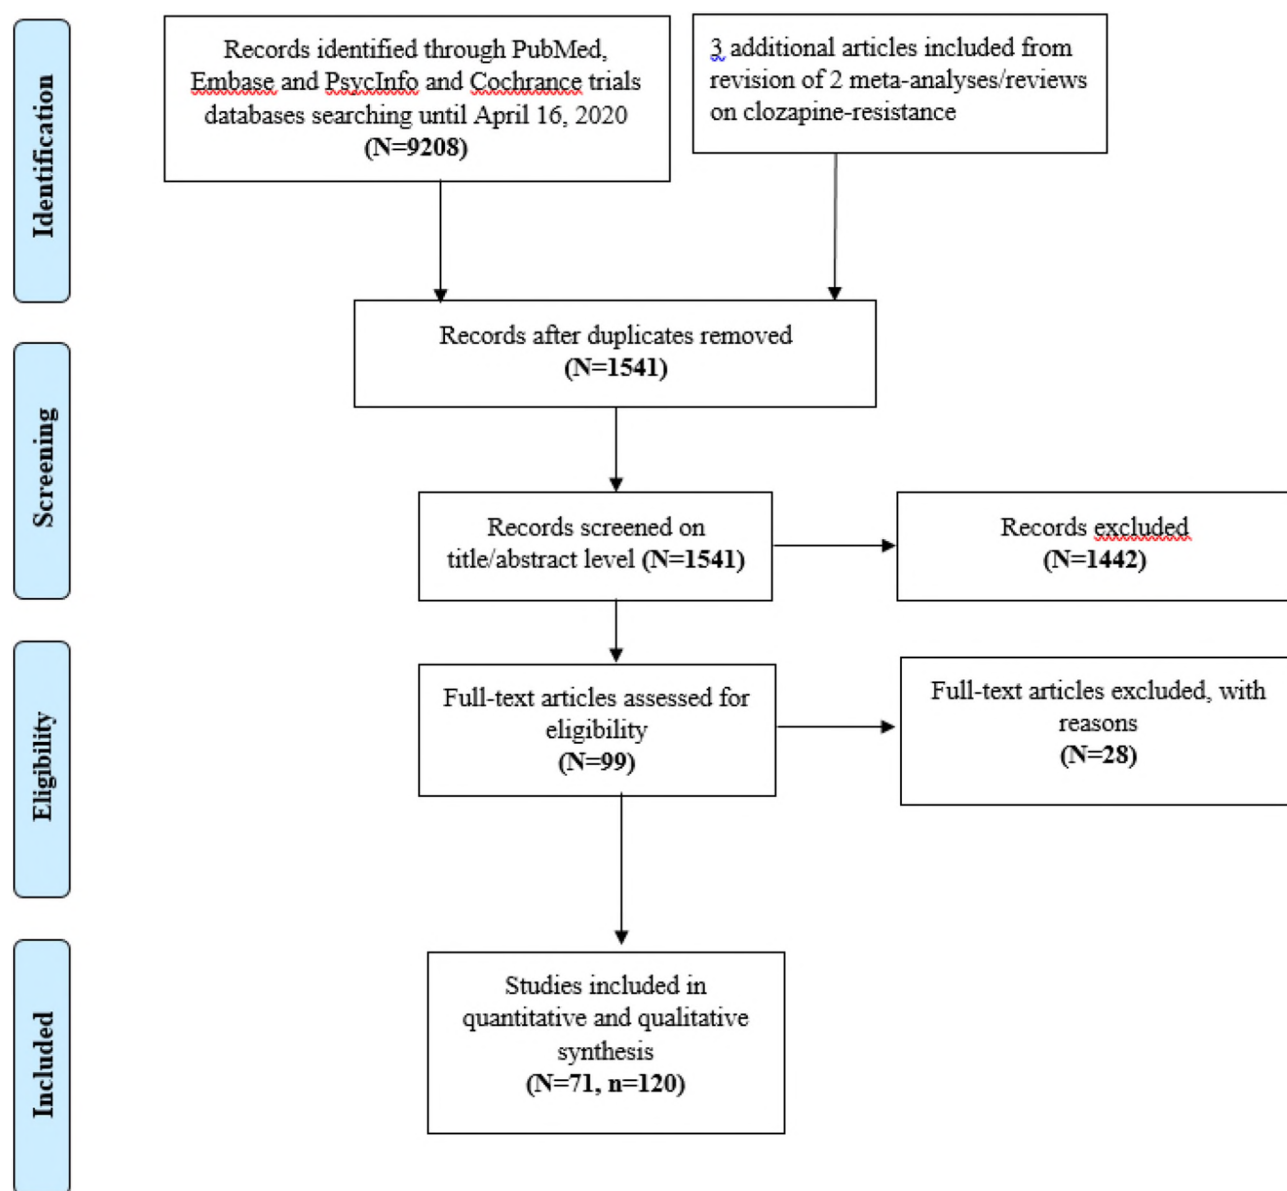 Identification
Records identified through PubMed,
Embase and PsycInfo and Cochrance trials
databases searching until April 16, 2020
(N=9208)
3 additional articles included from
revision of 2 meta-analyses/reviews
on clozapine-resistance
Records after duplicates removed
(N=1541)
Screening
Records screened on
title/abstract level (N=1541)
Records excluded
(N=1442)
Eligibility
Full-text articles assessed for
eligibility
(N=99)
Full-text articles excluded, with
reasons
(N=28)
Included
Studies included in
quantitative and qualitative
synthesis
(N=71, n=120)